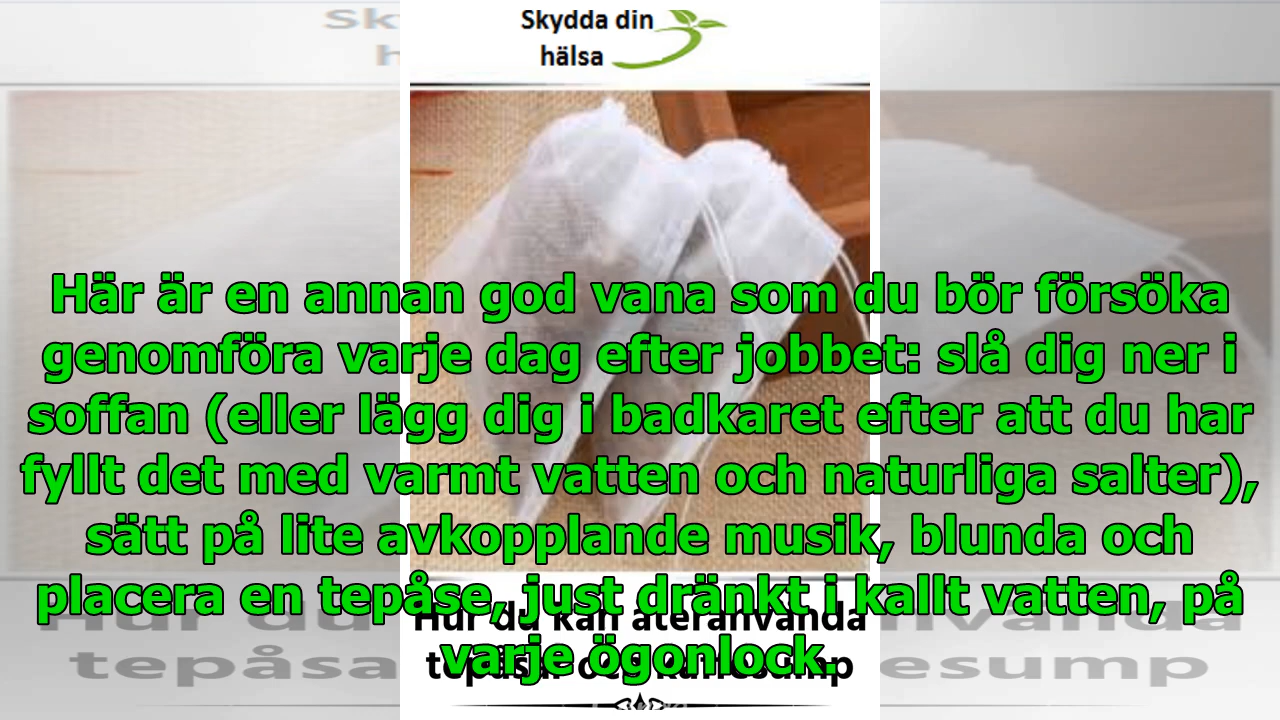 Skydda din
hälsa
Här är en annan god vana som du bör försöka
genomföra varje dag efter jobbet: slå dig ner i
soffan (eller lägg dig i badkaret efter att du har
fyllt det med varmt vatten och naturliga salter),
sätt på lite avkopplande musik, blunda och
placera en tepåse, just dränkt i kallt vatten, på
varje ögonlock.
Hur du kan återanvända
tepåsar och kaffesump